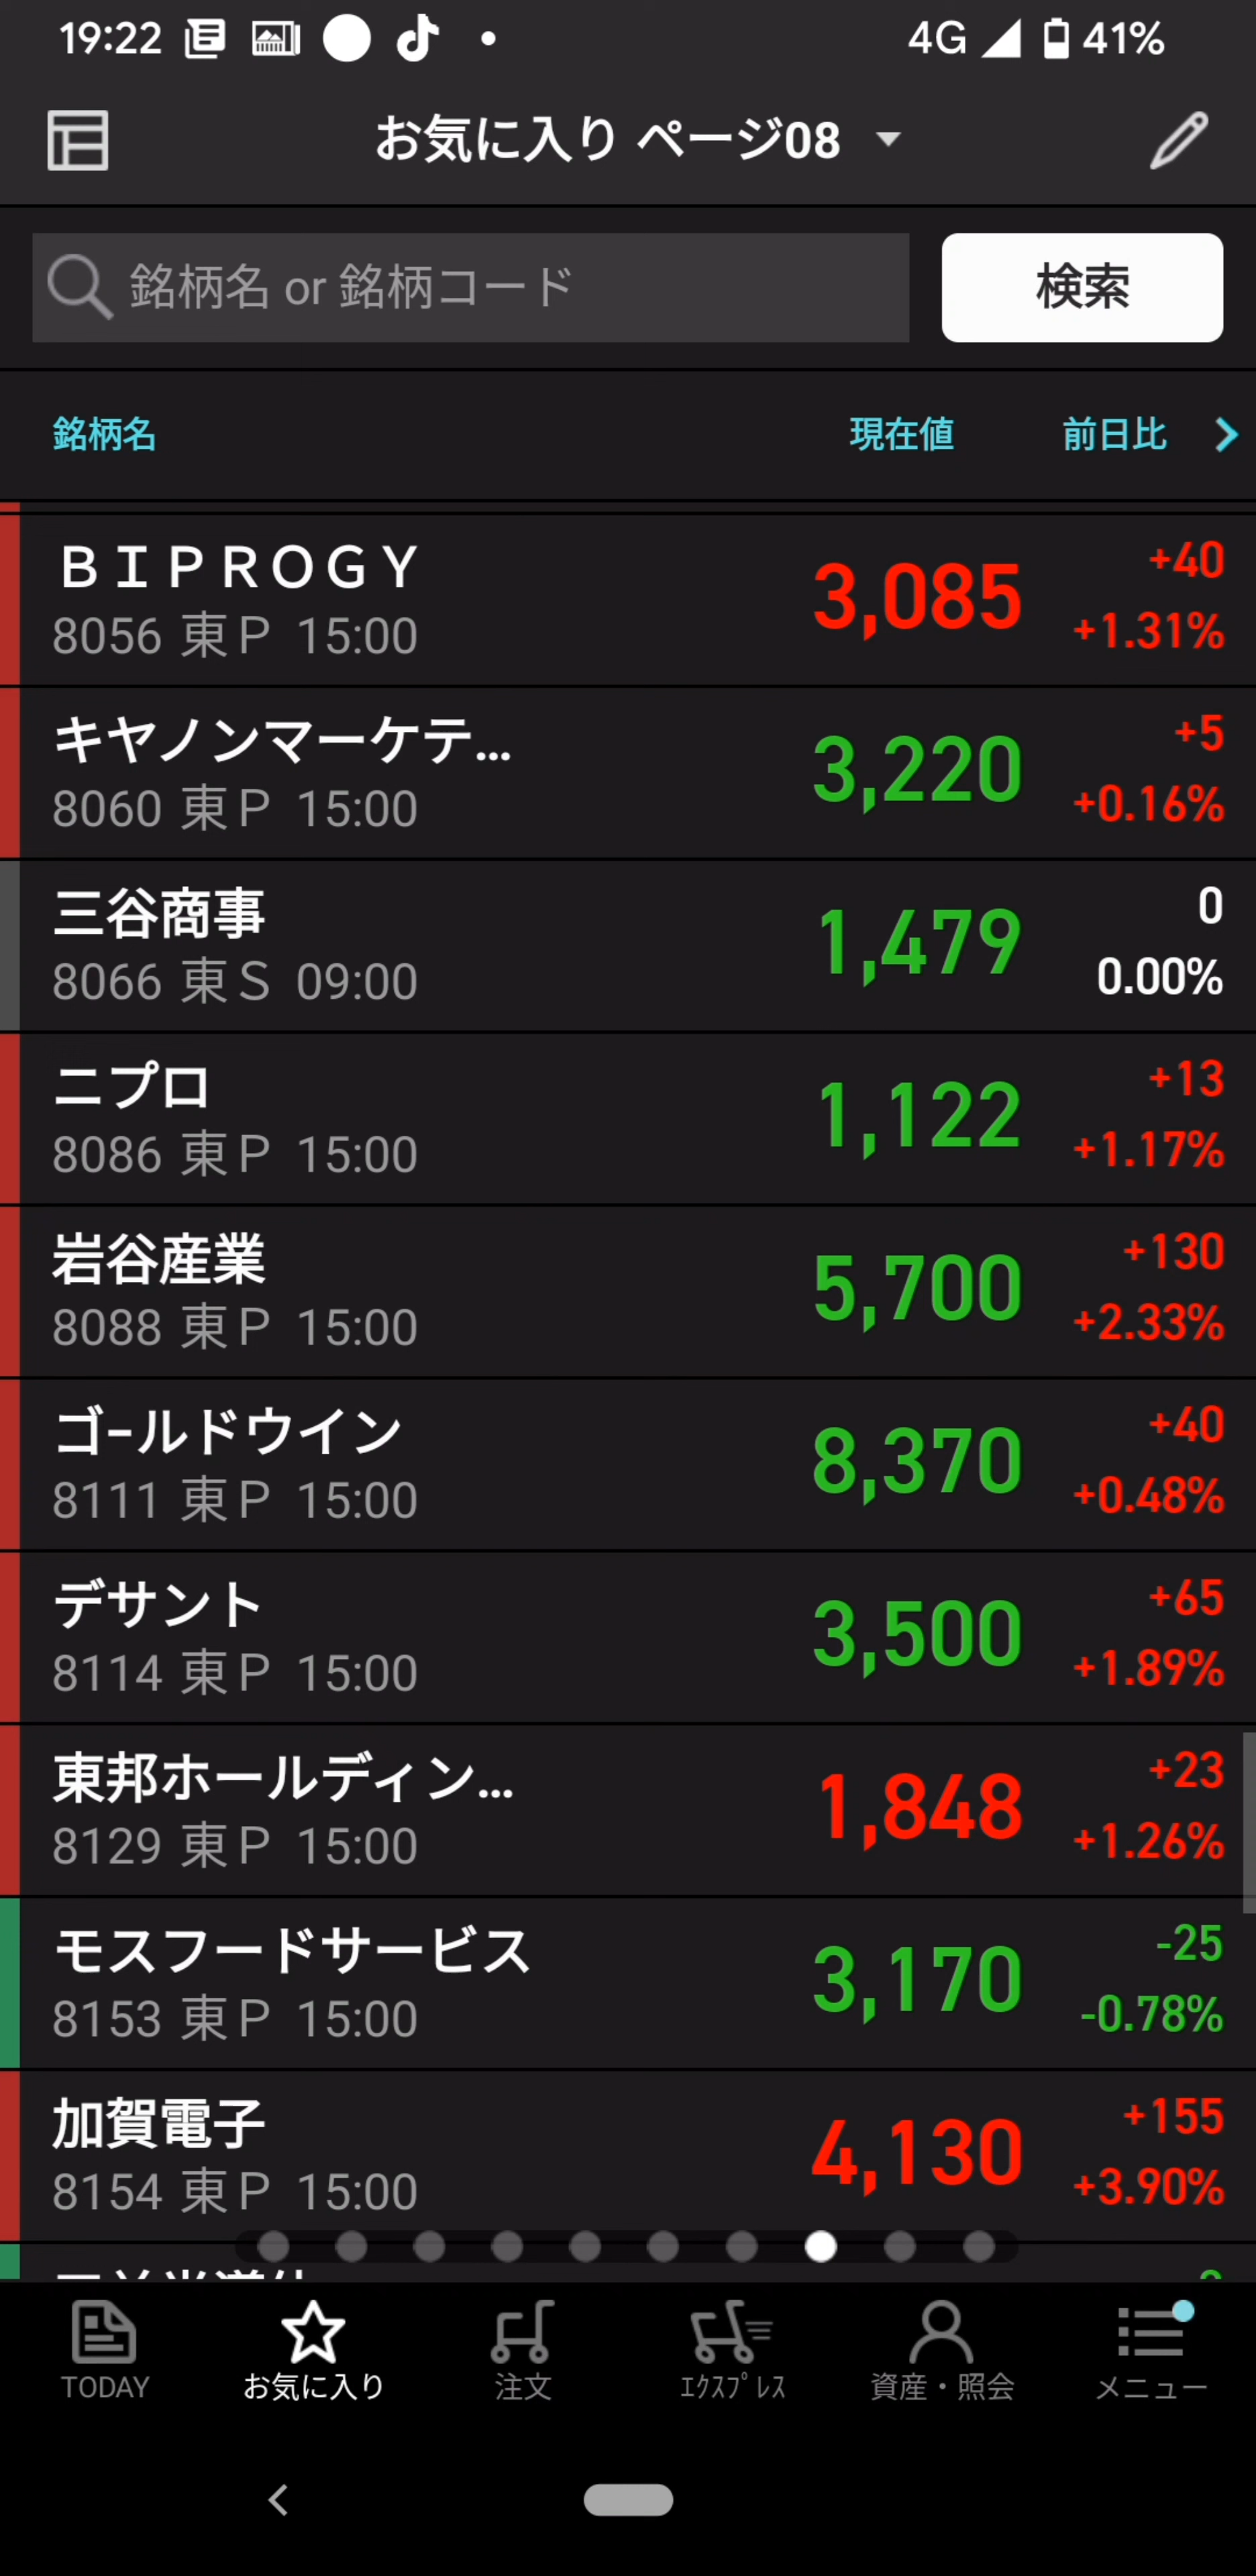 19:22 4G 41%
お気に入り ページ08
銘柄名 or 銘柄コード 検索
銘柄名 現在値 前日比
ＢＩＰＲＯＧＹ 3,085 +40
8056 東Ｐ 15:00 +1.31%
キヤノンマーケテ... 3,220 +5
8060 東Ｐ 15:00 +0.16%
三谷商事 1,479 0
8066 東Ｓ 09:00 0.00%
ニプロ 1,122 +13
8086 東Ｐ 15:00 +1.17%
岩谷産業 5,700 +130
8088 東Ｐ 15:00 +2.33%
ゴ−ルドウイン 8,370 +40
8111 東Ｐ 15:00 +0.48%
デサント 3,500 +65
8114 東Ｐ 15:00 +1.89%
東邦ホールディン... 1,848 +23
8129 東Ｐ 15:00 +1.26%
モスフードサービス 3,170 -25
8153 東Ｐ 15:00 -0.78%
加賀電子 4,130 +155
8154 東Ｐ 15:00 +3.90%
TODAY お気に入り 注文 ｴｸｽﾌﾟﾚｽ 資産・照会 メニュー